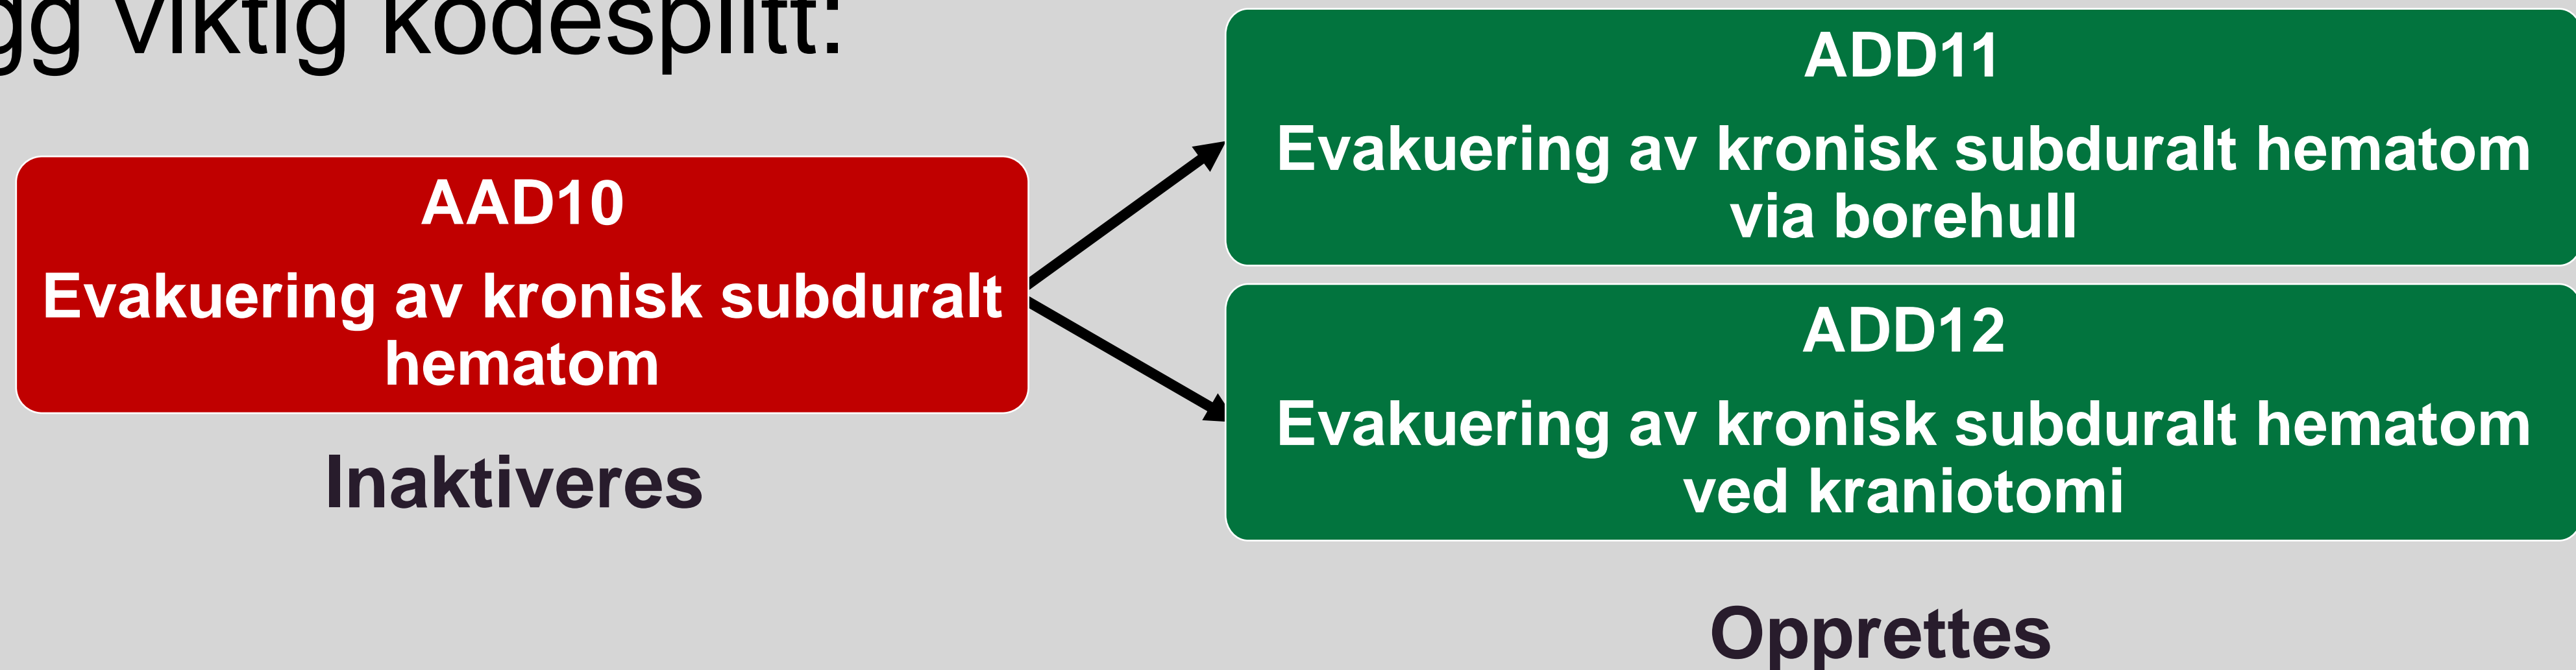 gg viktig kodesplitt:
AAD10
Evakuering av kronisk subduralt
hematom
Inaktiveres
ADD11
Evakuering av kronisk subduralt hematom
via borehull
ADD12
Evakuering av kronisk subduralt hematom
ved kraniotomi
Opprettes